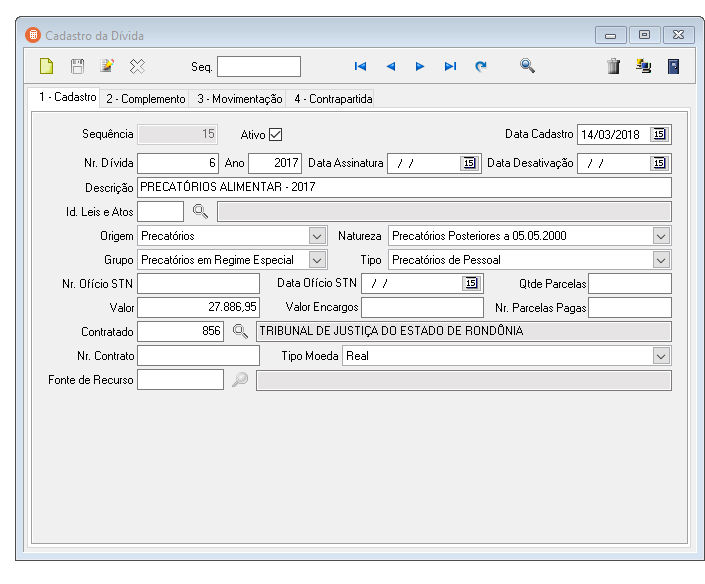 Cadastro da Dívida
Seq.
1 - Cadastro 2 - Complemento 3 - Movimentação 4 - Contrapartida
Sequência 15 Ativo Data Cadastro 14/03/2018 15
Nr. Dívida 6 Ano 2017 Data Assinatura / / 15 Data Desativação / / 15
Descrição PRECATÓRIOS ALIMENTAR - 2017
Id. Leis e Atos
Origem Precatórios Natureza Precatórios Posteriores a 05.05.2000
Grupo Precatórios em Regime Especial Tipo Precatórios de Pessoal
Nr. Ofício STN Data Ofício STN / / 15 Qtde Parcelas
Valor 27.886,95 Valor Encargos Nr. Parcelas Pagas
Contratado 856 TRIBUNAL DE JUSTIÇA DO ESTADO DE RONDÔNIA
Nr. Contrato Tipo Moeda Real
Fonte de Recurso